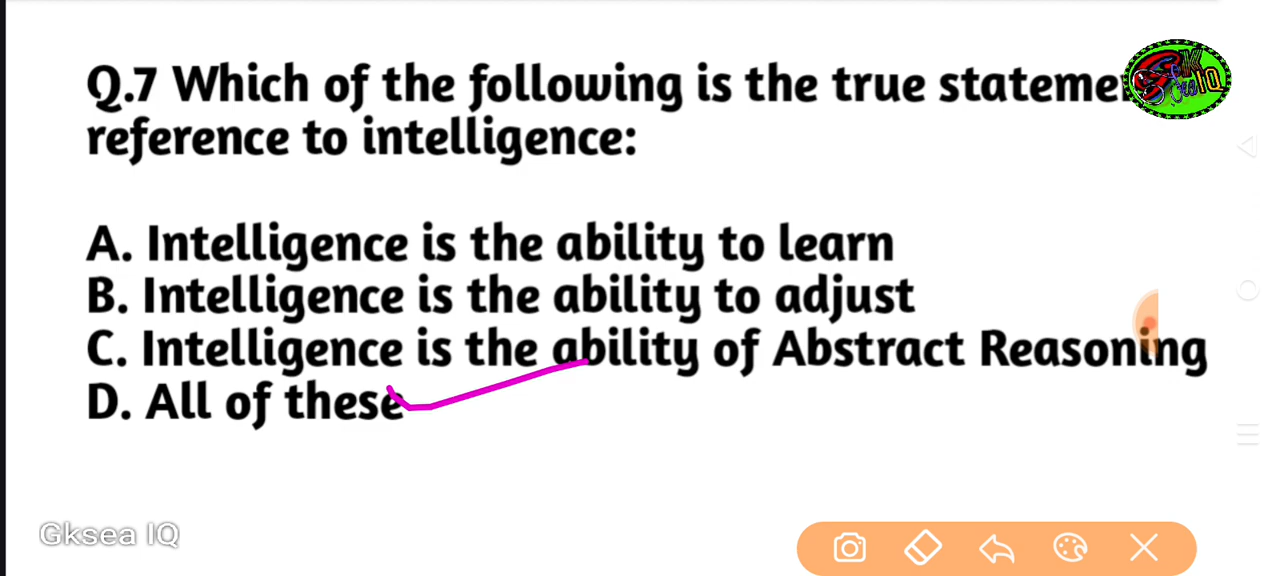 Q.7 Which of the following is the true
reference to intelligence:
A. Intelligence is the ability to learn
B. Intelligence is the ability to adjust
C. Intelligence is the ability of Abstract Reasoning
D. All of these
Gksea IQ